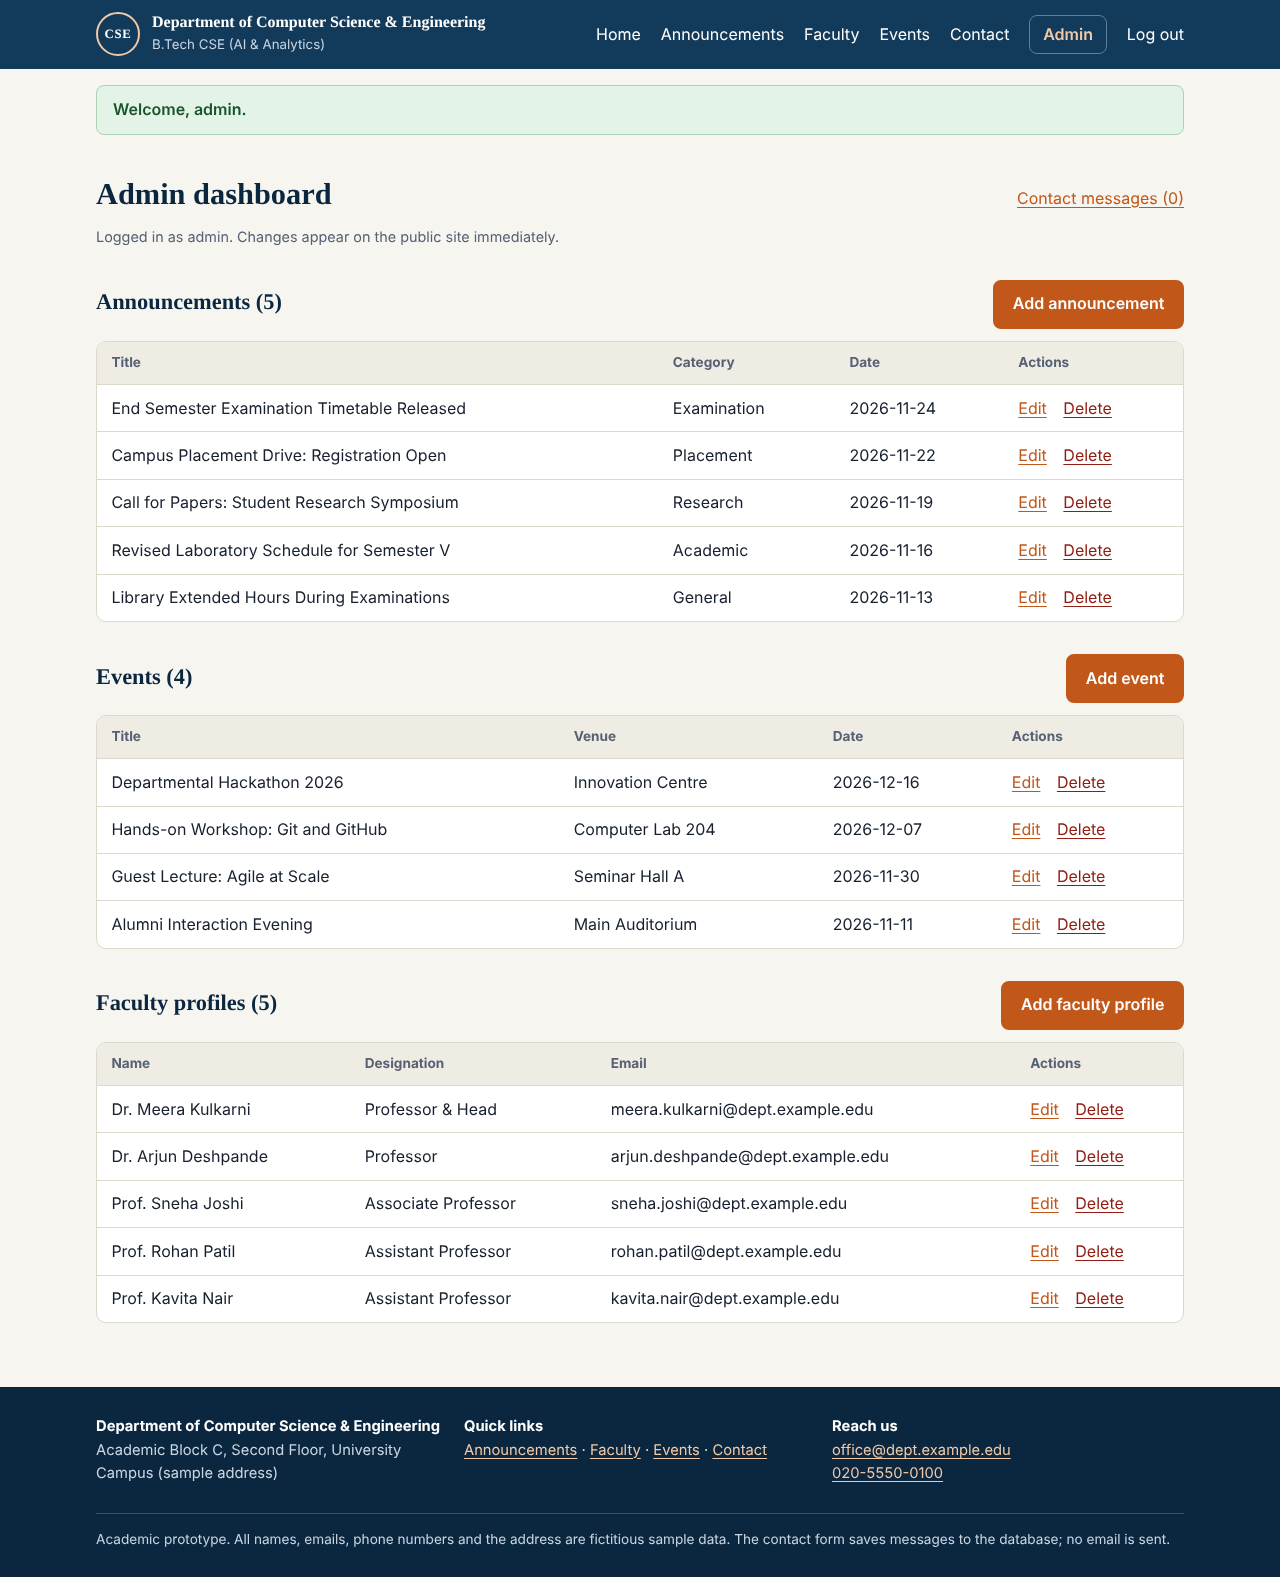 CSE
Department of Computer Science & Engineering
B.Tech CSE (AI & Analytics)
Home Announcements Faculty Events Contact Admin Log out
Welcome, admin.
Admin dashboard
Contact messages (0)
Logged in as admin. Changes appear on the public site immediately.
Announcements (5)
Add announcement
Title Category Date Actions
End Semester Examination Timetable Released Examination 2026-11-24 Edit Delete
Campus Placement Drive: Registration Open Placement 2026-11-22 Edit Delete
Call for Papers: Student Research Symposium Research 2026-11-19 Edit Delete
Revised Laboratory Schedule for Semester V Academic 2026-11-16 Edit Delete
Library Extended Hours During Examinations General 2026-11-13 Edit Delete
Events (4)
Add event
Title Venue Date Actions
Departmental Hackathon 2026 Innovation Centre 2026-12-16 Edit Delete
Hands-on Workshop: Git and GitHub Computer Lab 204 2026-12-07 Edit Delete
Guest Lecture: Agile at Scale Seminar Hall A 2026-11-30 Edit Delete
Alumni Interaction Evening Main Auditorium 2026-11-11 Edit Delete
Faculty profiles (5)
Add faculty profile
Name Designation Email Actions
Dr. Meera Kulkarni Professor & Head meera.kulkarni@dept.example.edu Edit Delete
Dr. Arjun Deshpande Professor arjun.deshpande@dept.example.edu Edit Delete
Prof. Sneha Joshi Associate Professor sneha.joshi@dept.example.edu Edit Delete
Prof. Rohan Patil Assistant Professor rohan.patil@dept.example.edu Edit Delete
Prof. Kavita Nair Assistant Professor kavita.nair@dept.example.edu Edit Delete
Department of Computer Science & Engineering
Academic Block C, Second Floor, University
Campus (sample address)
Quick links
Announcements · Faculty · Events · Contact
Reach us
office@dept.example.edu
020-5550-0100
Academic prototype. All names, emails, phone numbers and the address are fictitious sample data. The contact form saves messages to the database; no email is sent.